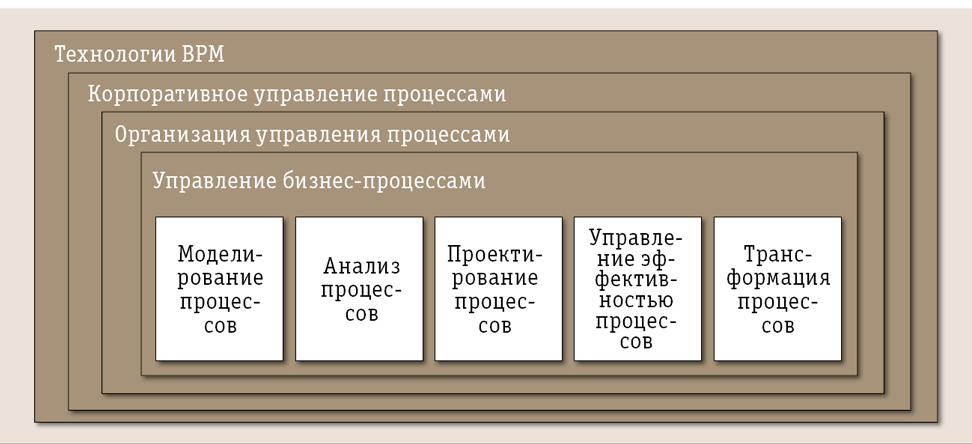 Технологии BPM
Корпоративное управление процессами
Организация управления процессами
Управление бизнес-процессами
Модели-
рование
процес-
сов
Анализ
процес-
сов
Проекти-
рование
процес-
сов
Управле-
ние эф-
фектив-
ностью
процес-
сов
Транс-
формация
процес-
сов